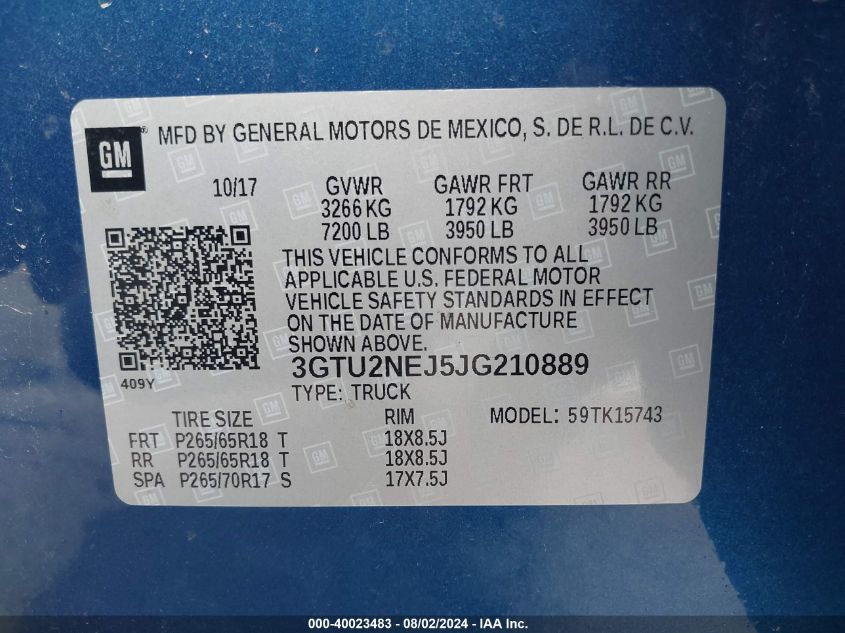 GM MFD BY GENERAL MOTORS DE MEXICO, S. DE R.L. DE C.V.
10/17 GVWR GAWR FRT GAWR RR
3266 KG 1792 KG 1792 KG
7200 LB 3950 LB 3950 LB
THIS VEHICLE CONFORMS TO ALL
APPLICABLE U.S. FEDERAL MOTOR
VEHICLE SAFETY STANDARDS IN EFFECT
ON THE DATE OF MANUFACTURE
SHOWN ABOVE.
3GTU2NEJ5JG210889
409Y
TYPE: TRUCK
TIRE SIZE RIM MODEL: 59TK15743
FRT P265/65R18 T 18X8.5J
RR P265/65R18 T 18X8.5J
SPA P265/70R17 S 17X7.5J
000-40023483 - 08/02/2024 - IAA Inc.